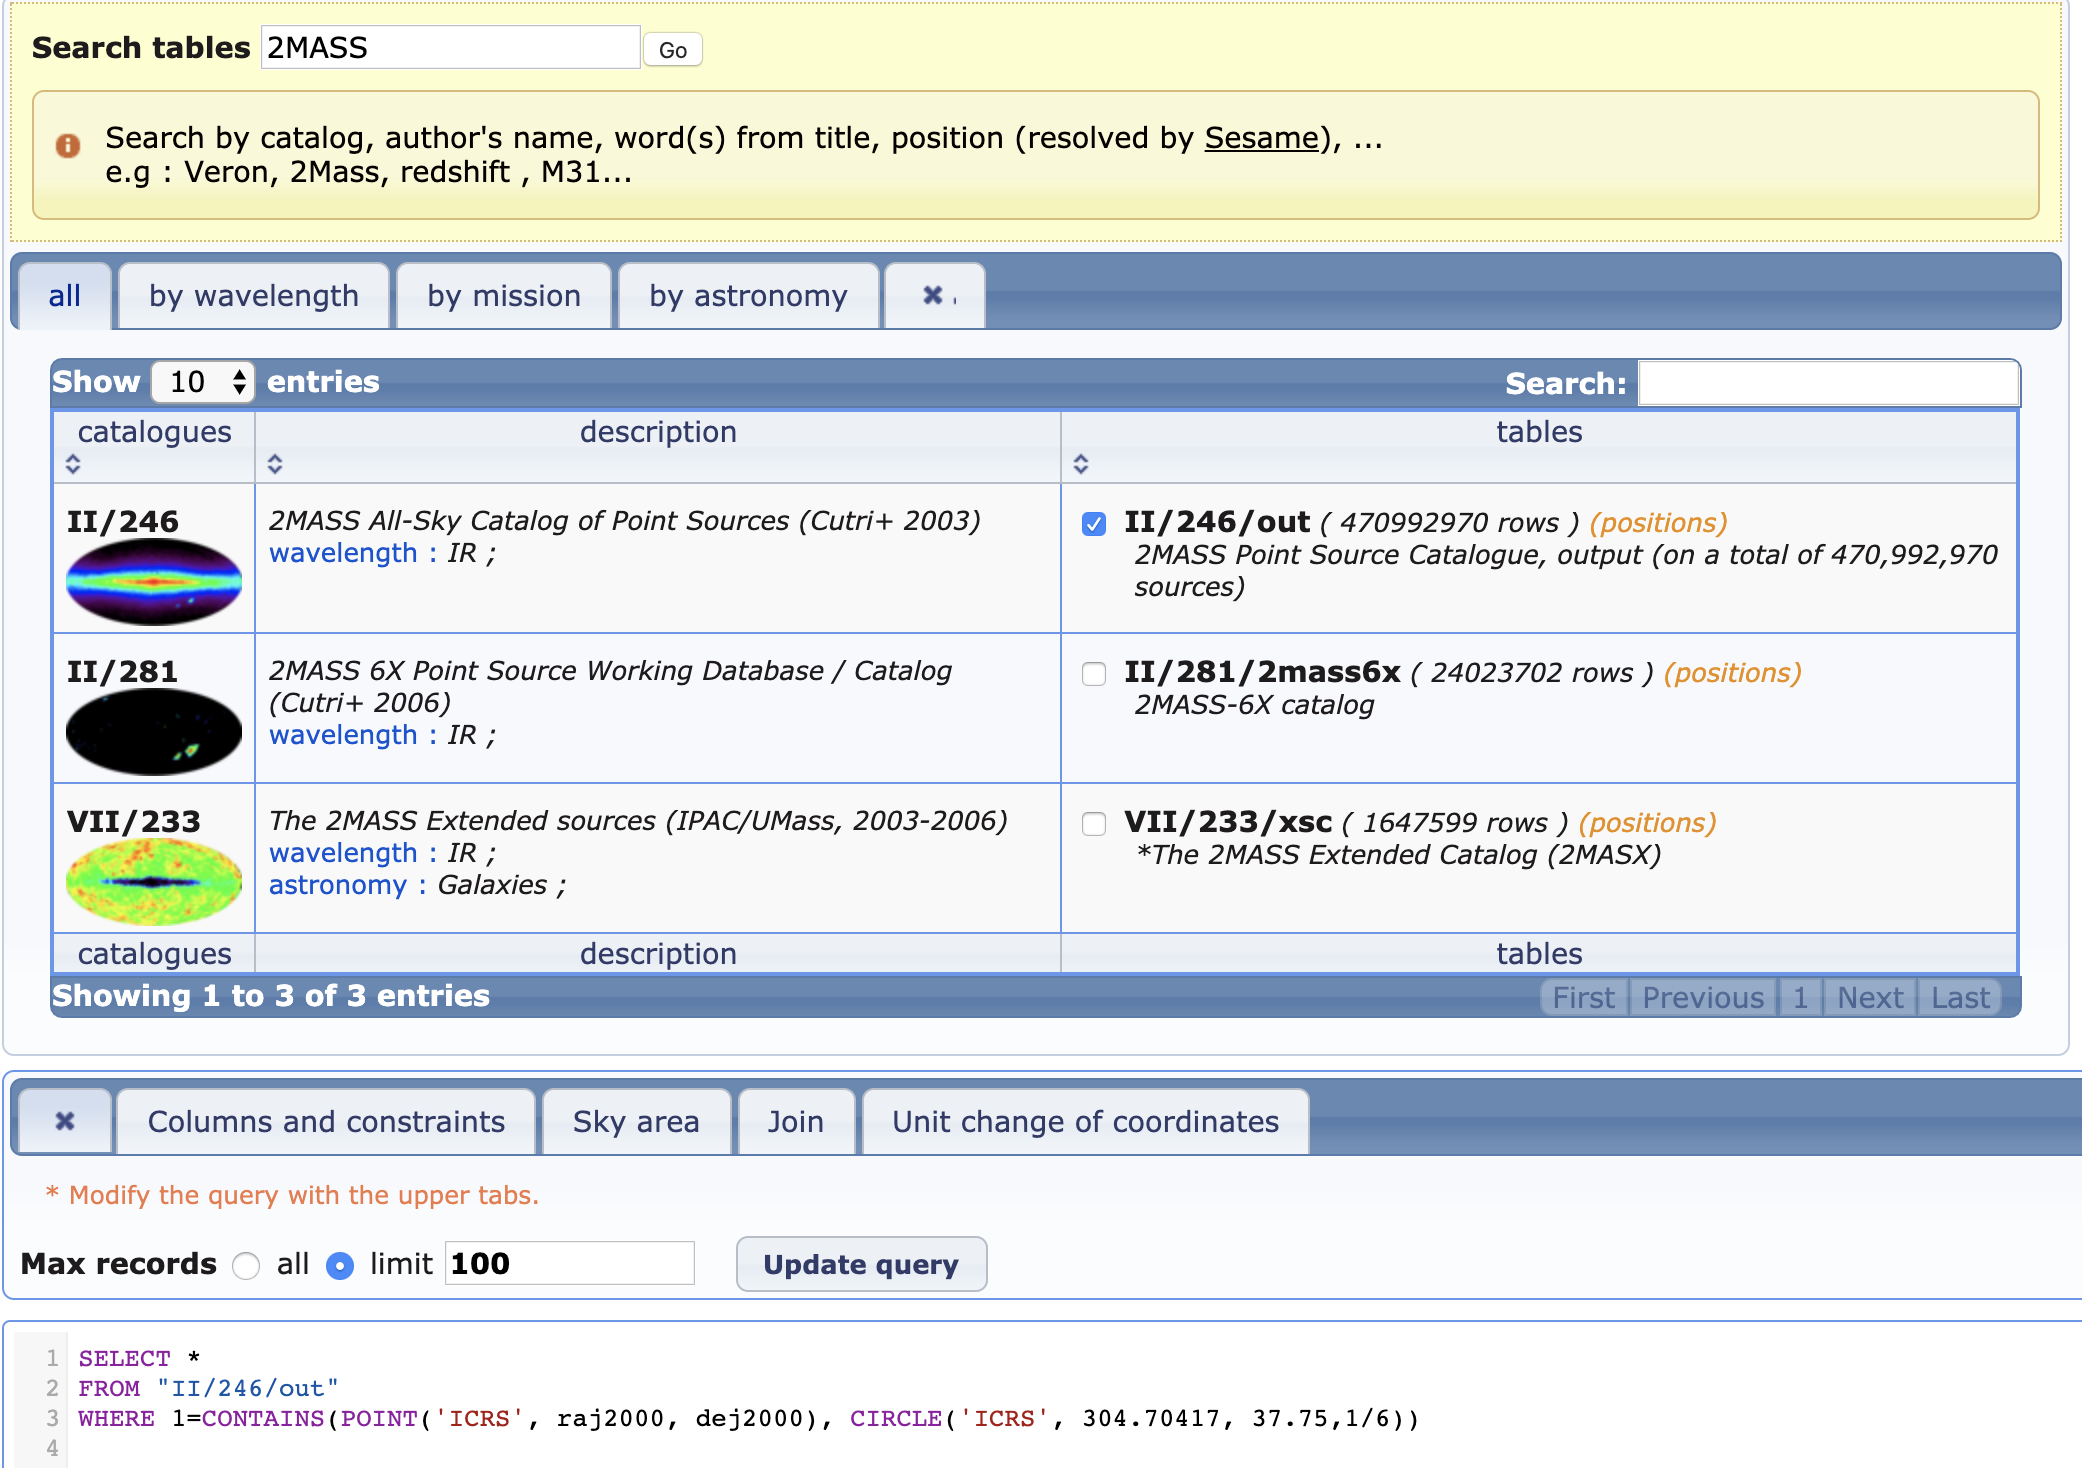 Search tables 2MASS Go
Search by catalog, author's name, word(s) from title, position (resolved by Sesame), ...
e.g : Veron, 2Mass, redshift , M31...
all by wavelength by mission by astronomy
Show 10 entries Search:
catalogues description tables
II/246
2MASS All-Sky Catalog of Point Sources (Cutri+ 2003)
wavelength : IR ;
II/246/out ( 470992970 rows ) (positions)
2MASS Point Source Catalogue, output (on a total of 470,992,970
sources)
II/281
2MASS 6X Point Source Working Database / Catalog
(Cutri+ 2006)
wavelength : IR ;
II/281/2mass6x ( 24023702 rows ) (positions)
2MASS-6X catalog
VII/233
The 2MASS Extended sources (IPAC/UMass, 2003-2006)
wavelength : IR ;
astronomy : Galaxies ;
VII/233/xsc ( 1647599 rows ) (positions)
*The 2MASS Extended Catalog (2MASX)
catalogues description tables
Showing 1 to 3 of 3 entries First Previous 1 Next Last
Columns and constraints Sky area Join Unit change of coordinates
* Modify the query with the upper tabs.
Max records all limit 100 Update query
1 SELECT *
2 FROM "II/246/out"
3 WHERE 1=CONTAINS(POINT('ICRS', raj2000, dej2000), CIRCLE('ICRS', 304.70417, 37.75,1/6))
4